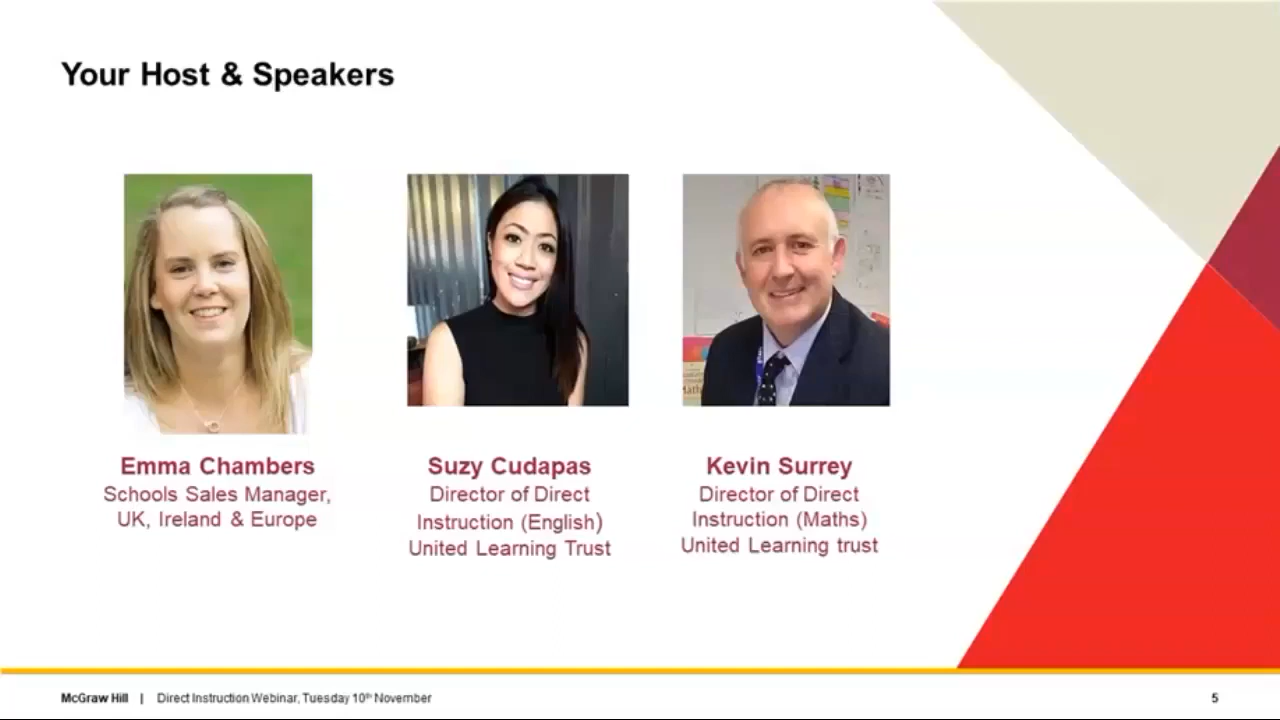 Your Host & Speakers
Emma Chambers
Schools Sales Manager,
UK, Ireland & Europe
Suzy Cudapas
Director of Direct
Instruction (English)
United Learning Trust
Kevin Surrey
Director of Direct
Instruction (Maths)
United Learning trust
McGraw Hill | Direct Instruction Webinar, Tuesday 10th November
5